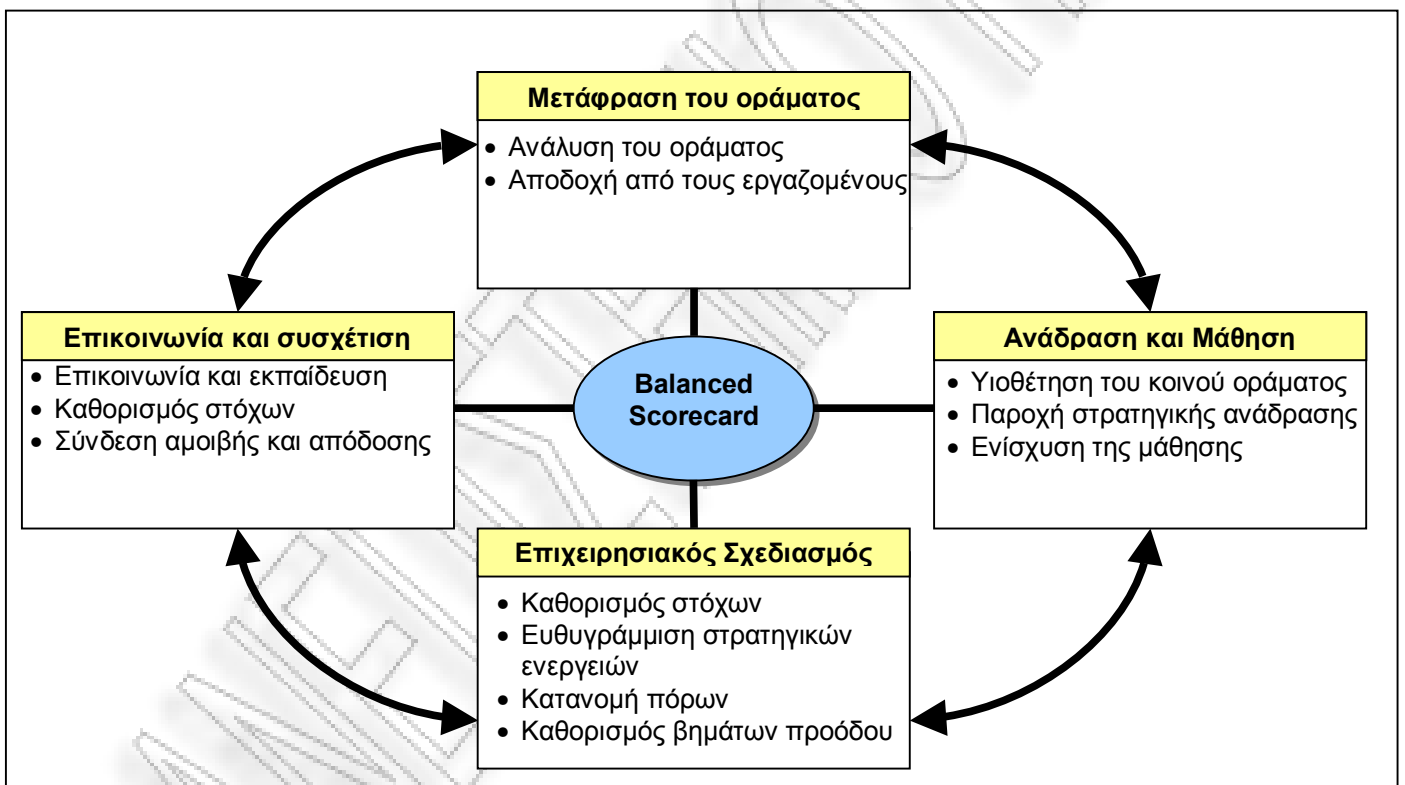 Μετάφραση του οράματος
• Ανάλυση του οράματος
• Αποδοχή από τους εργαζομένους
Επικοινωνία και συσχέτιση
• Επικοινωνία και εκπαίδευση
• Καθορισμός στόχων
• Σύνδεση αμοιβής και απόδοσης
Balanced
Scorecard
Ανάδραση και Μάθηση
• Υιοθέτηση του κοινού οράματος
• Παροχή στρατηγικής ανάδρασης
• Ενίσχυση της μάθησης
Επιχειρησιακός Σχεδιασμός
• Καθορισμός στόχων
• Ευθυγράμμιση στρατηγικών
ενεργειών
• Κατανομή πόρων
• Καθορισμός βημάτων προόδου